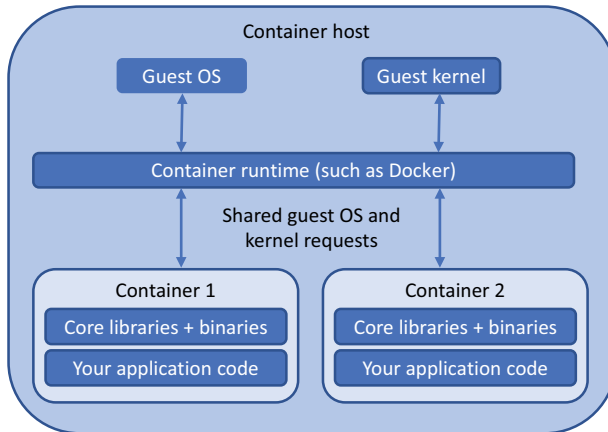 Container host
Guest OS
Guest kernel
Container runtime (such as Docker)
Shared guest OS and
kernel requests
Container 1
Core libraries + binaries
Your application code
Container 2
Core libraries + binaries
Your application code